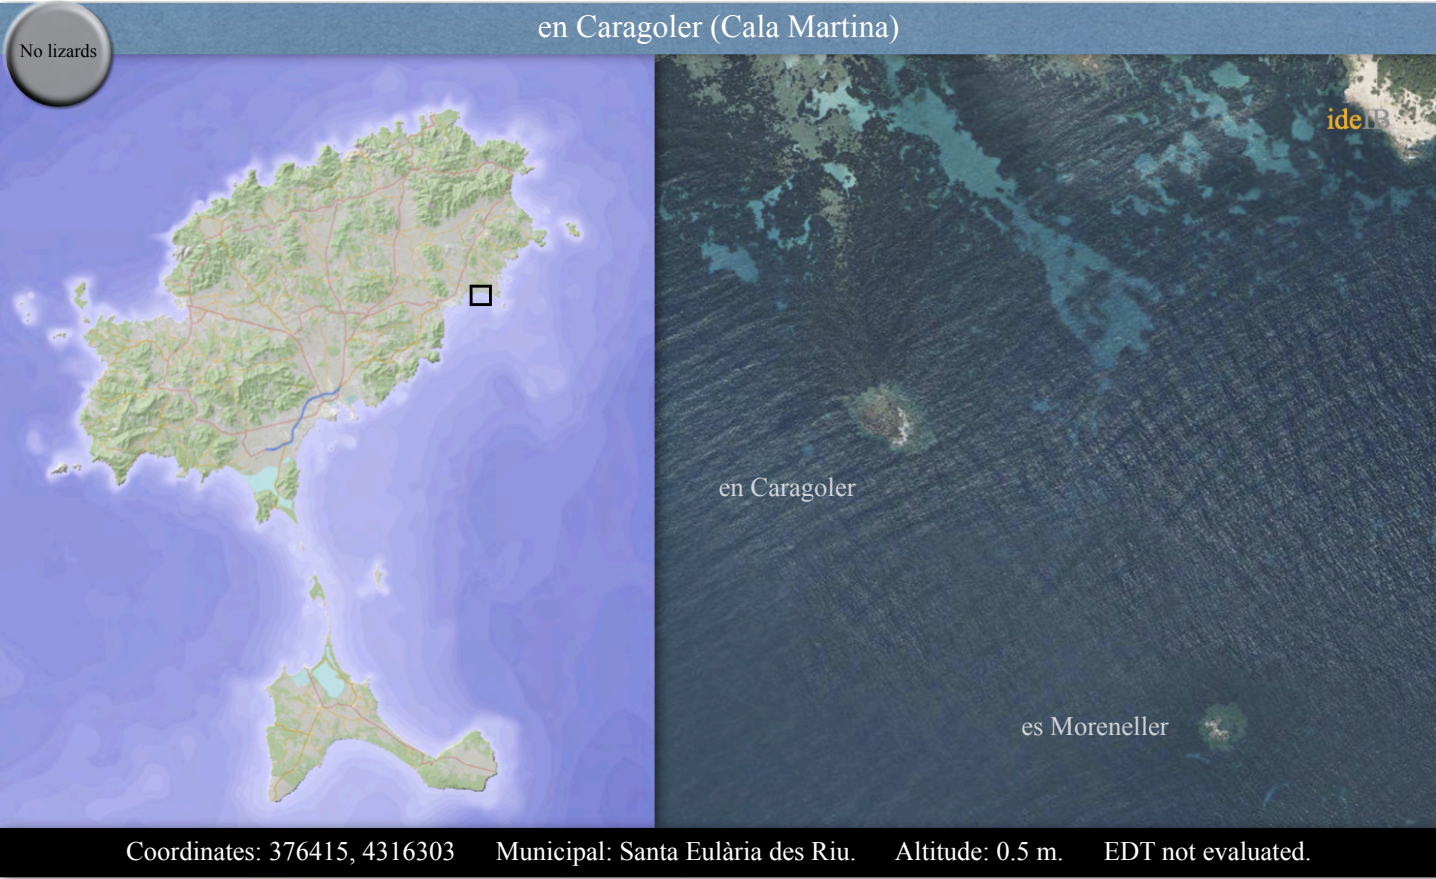 en Caragoler (Cala Martina)
No lizards
ideIB
en Caragoler
es Moreneller
Coordinates: 376415, 4316303 Municipal: Santa Eulària des Riu. Altitude: 0.5 m. EDT not evaluated.